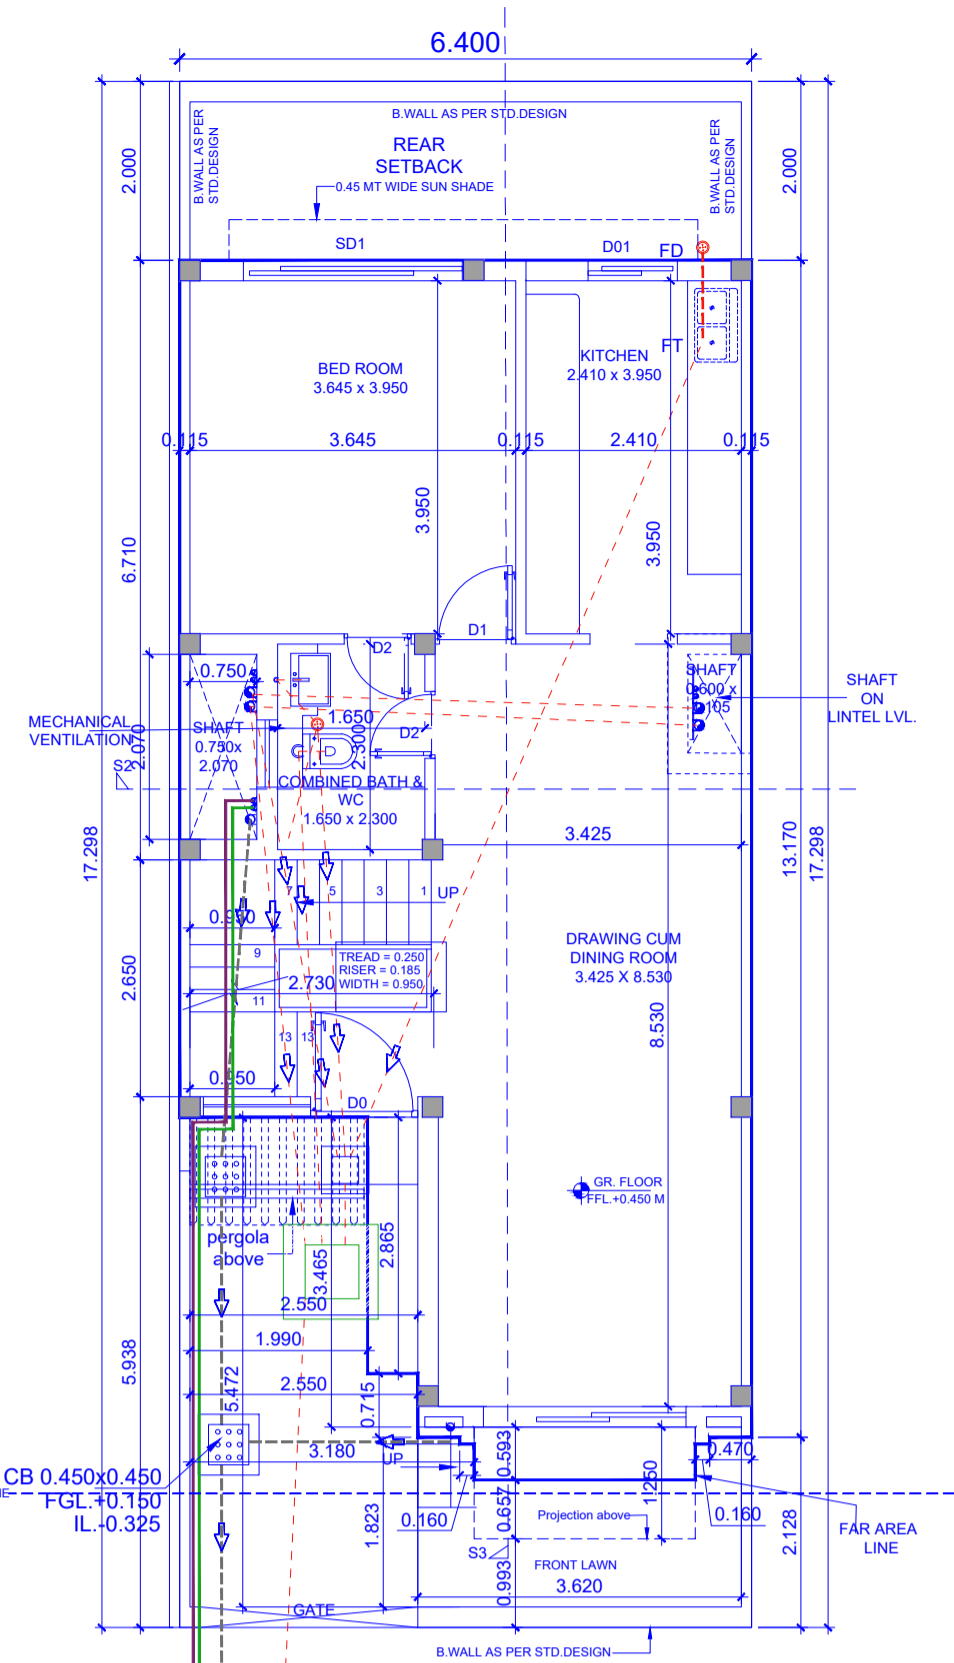 6.400
B.WALL AS PER STD.DESIGN
B.WALL AS PER
STD.DESIGN
REAR
SETBACK
B.WALL AS PER
STD.DESIGN
2.000
2.000
0.45 MT WIDE SUN SHADE
SD1
D01
FD
FT
KITCHEN
2.410 x 3.950
BED ROOM
3.645 x 3.950
0.115
3.645
0.115
2.410
0.115
3.950
3.950
6.710
D1
D2
0.750
SHAFT
0.600 x
SHAFT
ON
LINTEL LVL.
MECHANICAL
VENTILATION
2.070
SHAFT
0.750x
2.070
1.650
D2
2.300
S2
COMBINED BATH &
WC
1.650 x 2.300
3.425
17.298
13.170
17.298
7
5
3
1
UP
9
11
13
13
2.730
TREAD = 0.250
RISER = 0.185
WIDTH = 0.950
DRAWING CUM
DINING ROOM
3.425 X 8.530
2.650
8.530
D0
GR. FLOOR
FFL.+0.450 M
pergola
above
3.465
2.865
2.550
1.990
2.550
5.938
5.472
0.715
3.180
UP
0.593
1.250
0.470
CB 0.450x0.450
FGL.+0.150
IL.-0.325
1.823
0.160
0.657
Projection above
0.160
2.128
FAR AREA
LINE
S3
FRONT LAWN
3.620
0.993
GATE
B.WALL AS PER STD.DESIGN